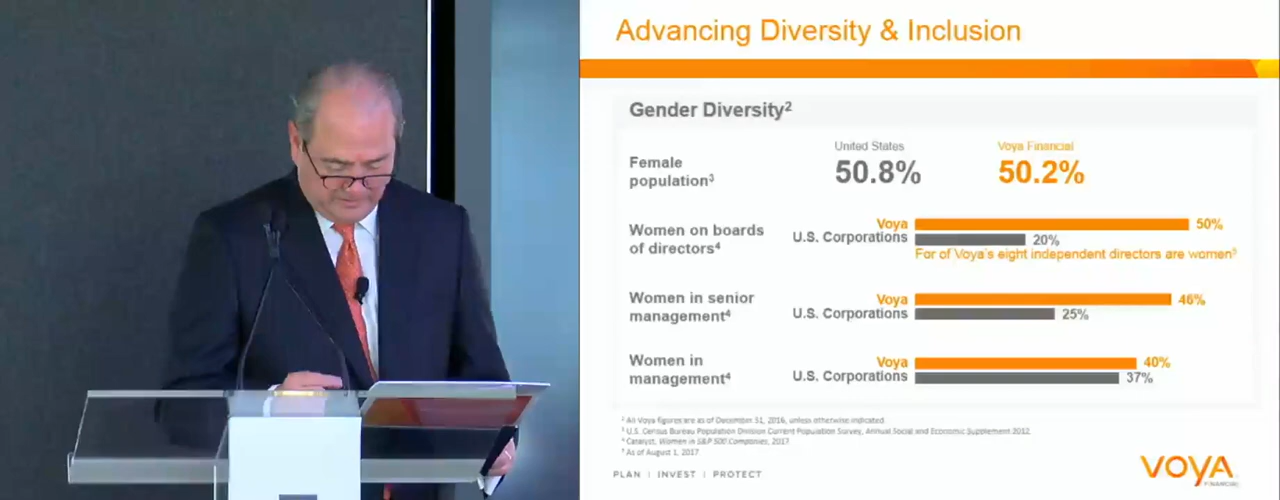 Advancing Diversity & Inclusion
Gender Diversity²
United States
Voya Financial
Female
population³
50.8%
50.2%
Women on boards
of directors⁴
Voya
50%
U.S. Corporations
20%
For of Voya's eight independent directors are women⁵
Women in senior
management⁴
Voya
46%
U.S. Corporations
25%
Women in
management⁴
Voya
40%
U.S. Corporations
37%
² All Voya figures are as of December 31, 2016, unless otherwise indicated.
³ U.S. Census Bureau Population Division Current Population Survey, Annual Social and Economic Supplement 2012.
⁴ Catalyst, Women in S&P 500 Companies, 2017
⁵ As of August 1, 2017
PLAN | INVEST | PROTECT
VOYA
FINANCIAL